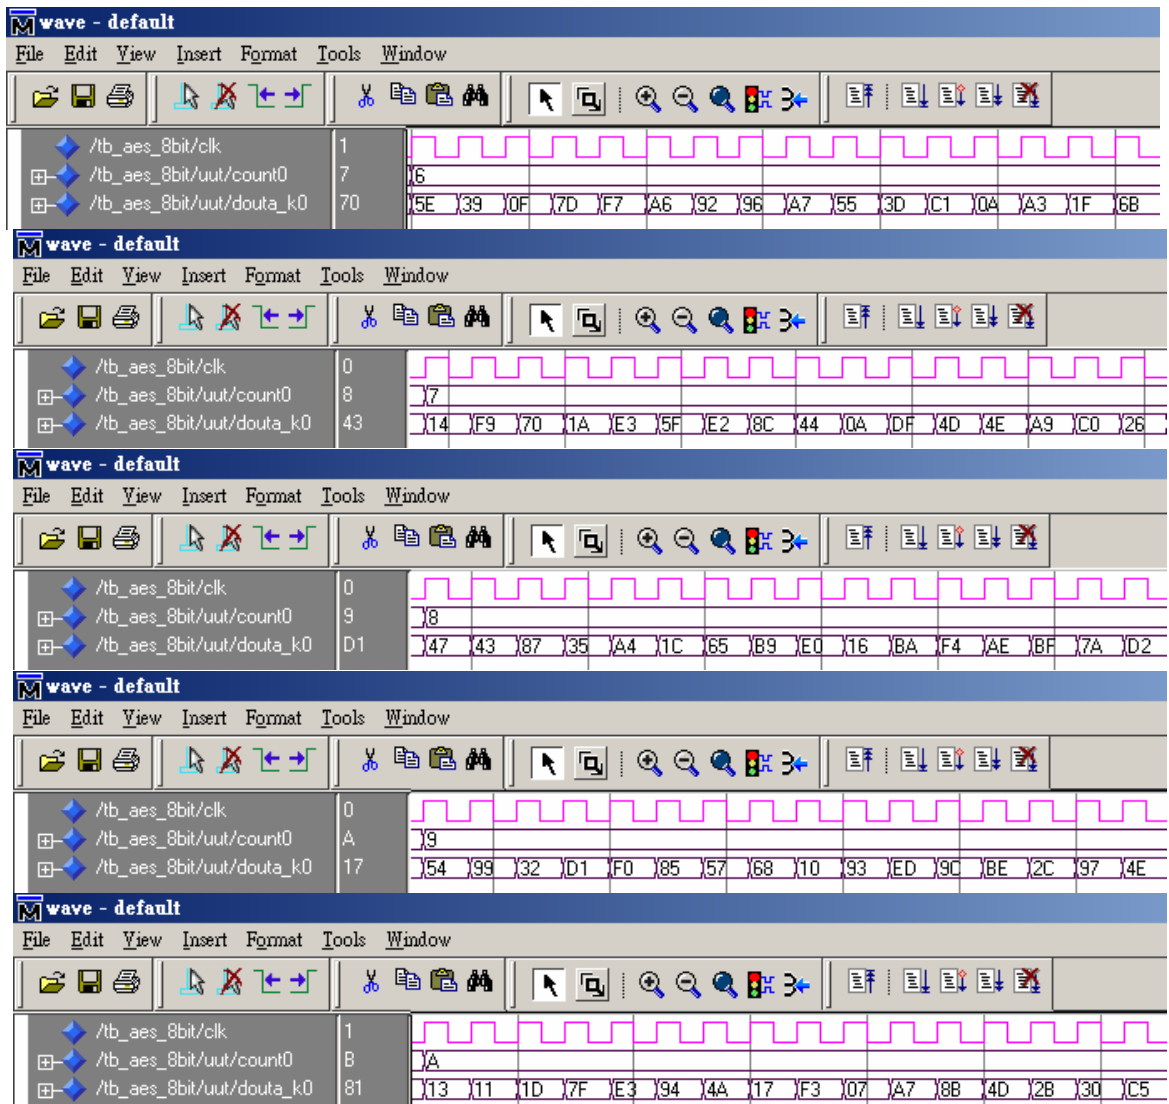 wave - default
File Edit View Insert Format Tools Window
/tb_aes_8bit/clk 1
/tb_aes_8bit/uut/count0 7 6
/tb_aes_8bit/uut/douta_k0 70 5E 39 0F 7D F7 A6 92 96 A7 55 3D C1 0A A3 1F 6B
wave - default
File Edit View Insert Format Tools Window
/tb_aes_8bit/clk 0
/tb_aes_8bit/uut/count0 8 7
/tb_aes_8bit/uut/douta_k0 43 14 F9 70 1A E3 5F E2 8C 44 0A DF 4D 4E A9 C0 26
wave - default
File Edit View Insert Format Tools Window
/tb_aes_8bit/clk 0
/tb_aes_8bit/uut/count0 9 8
/tb_aes_8bit/uut/douta_k0 D1 47 43 87 35 A4 1C 65 B9 E0 16 BA F4 AE BF 7A D2
wave - default
File Edit View Insert Format Tools Window
/tb_aes_8bit/clk 0
/tb_aes_8bit/uut/count0 A 9
/tb_aes_8bit/uut/douta_k0 17 54 99 32 D1 F0 85 57 68 10 93 ED 9C BE 2C 97 4E
wave - default
File Edit View Insert Format Tools Window
/tb_aes_8bit/clk 1
/tb_aes_8bit/uut/count0 B A
/tb_aes_8bit/uut/douta_k0 81 13 11 1D 7F E3 94 4A 17 F3 07 A7 8B 4D 2B 30 C5